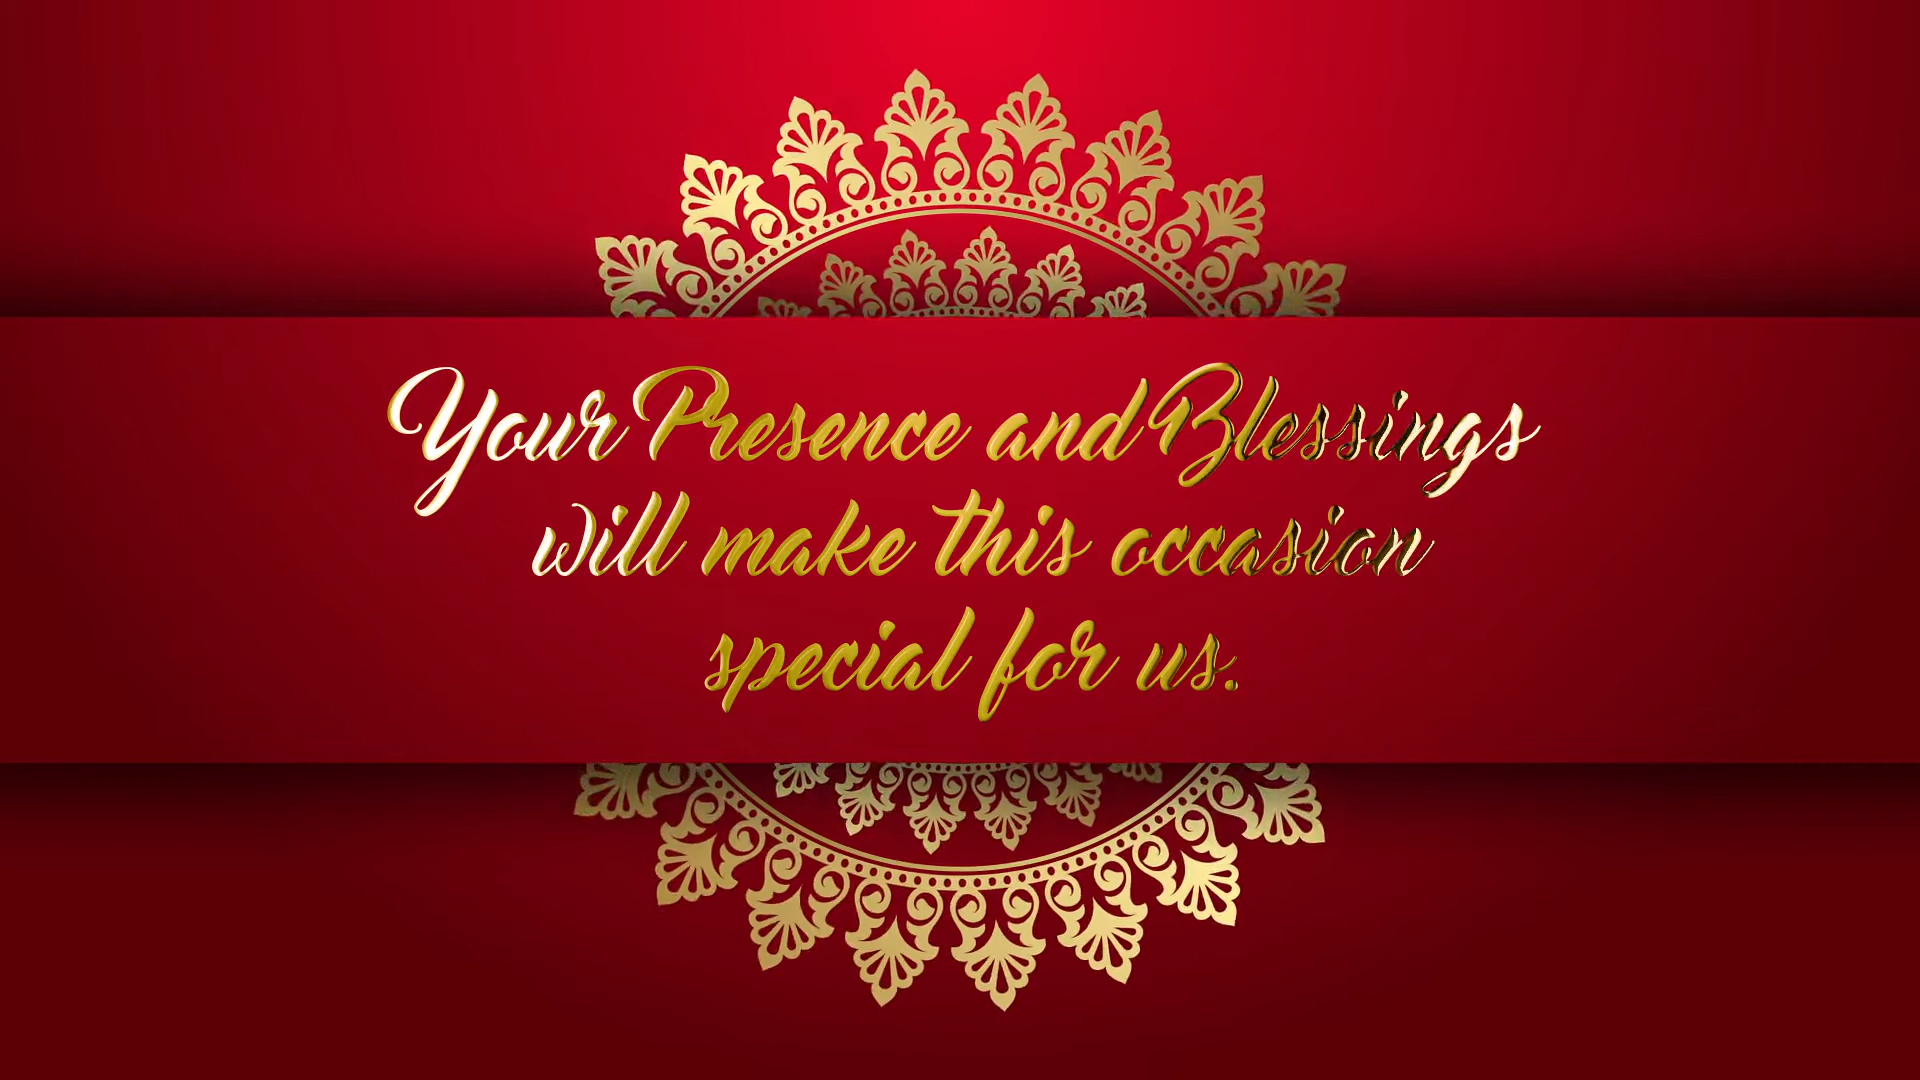 Your Presence and Blessings
will make this occasion
special for us.